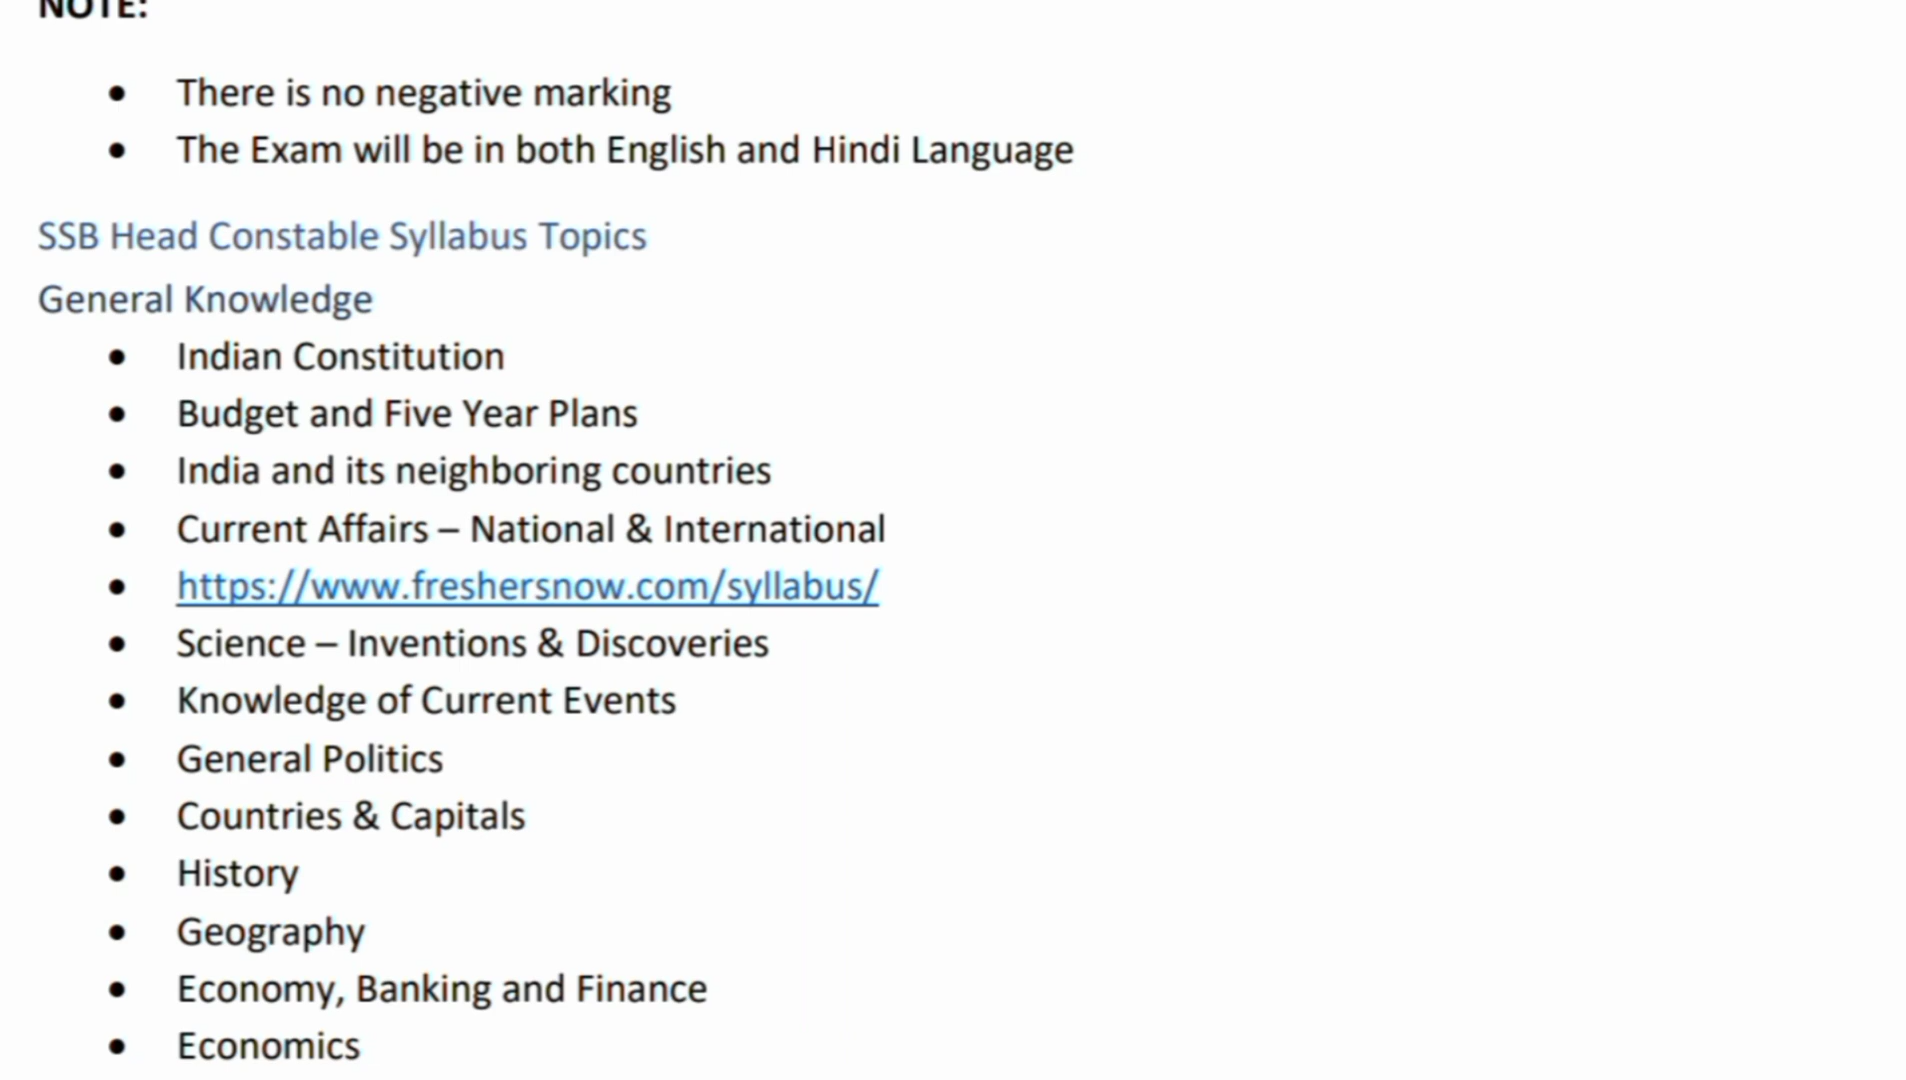 NOTE:
• There is no negative marking
• The Exam will be in both English and Hindi Language
SSB Head Constable Syllabus Topics
General Knowledge
• Indian Constitution
• Budget and Five Year Plans
• India and its neighboring countries
• Current Affairs – National & International
• https://www.freshersnow.com/syllabus/
• Science – Inventions & Discoveries
• Knowledge of Current Events
• General Politics
• Countries & Capitals
• History
• Geography
• Economy, Banking and Finance
• Economics